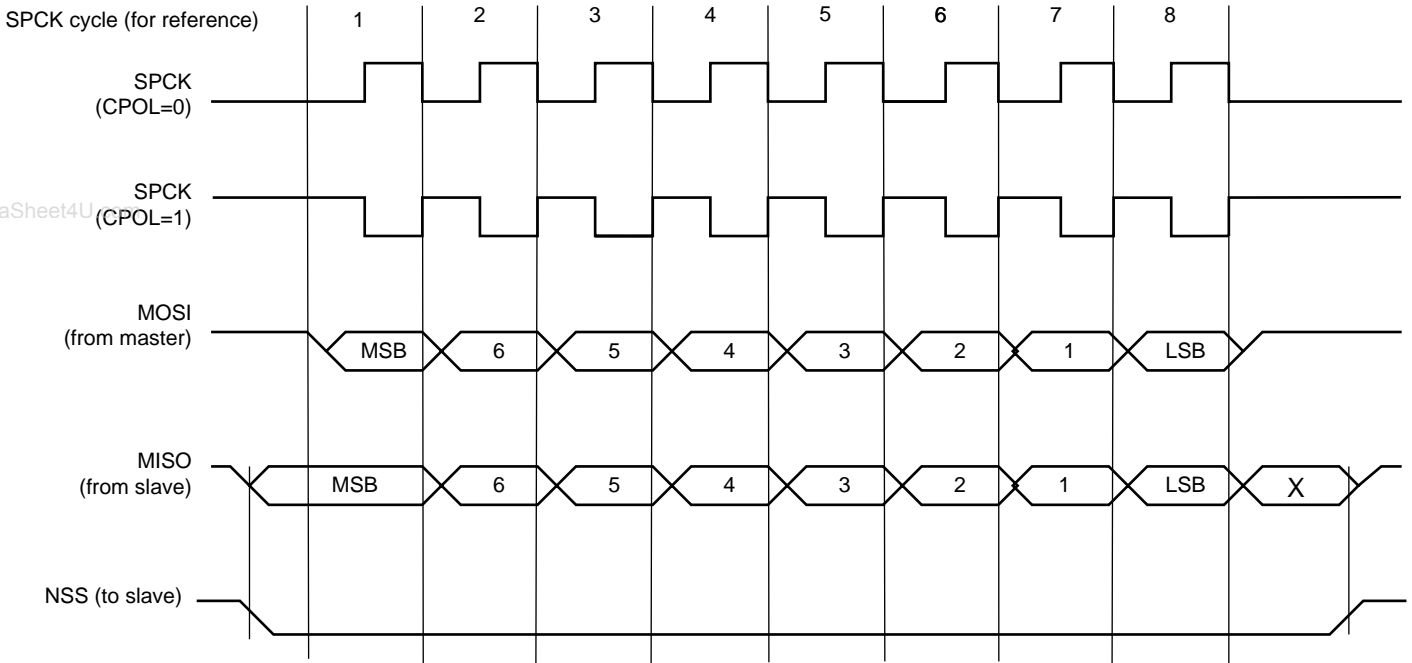 SPCK cycle (for reference) 1 2 3 4 5 6 7 8
SPCK
(CPOL=0)
SPCK
aSheet4U.com
(CPOL=1)
MOSI
(from master) MSB 6 5 4 3 2 1 LSB
MISO
(from slave) MSB 6 5 4 3 2 1 LSB X
NSS (to slave)